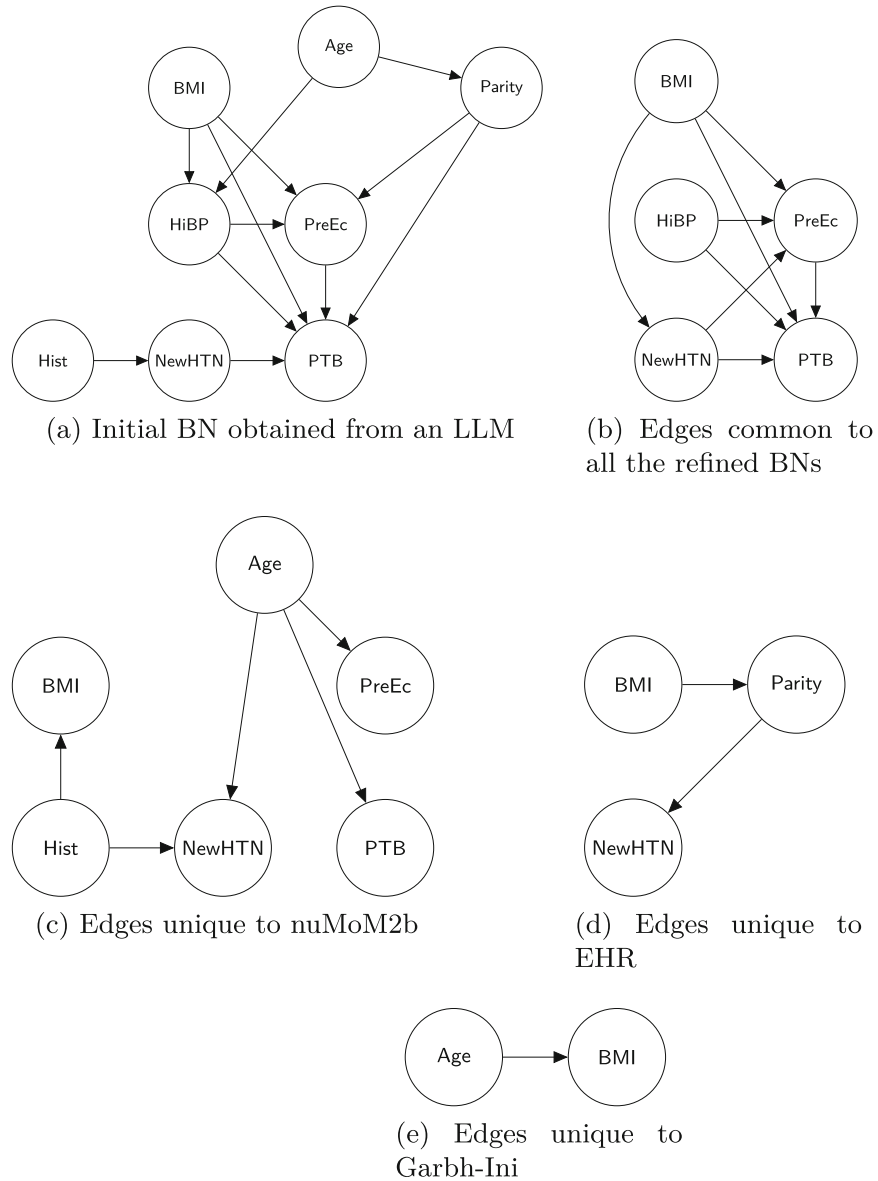 Age
BMI
Parity
HiBP
PreEc
Hist
NewHTN
PTB
(a) Initial BN obtained from an LLM
BMI
HiBP
PreEc
NewHTN
PTB
(b) Edges common to
all the refined BNs
Age
BMI
PreEc
Hist
NewHTN
PTB
(c) Edges unique to nuMoM2b
BMI
Parity
NewHTN
(d) Edges unique to
EHR
Age
BMI
(e) Edges unique to
Garbh-Ini